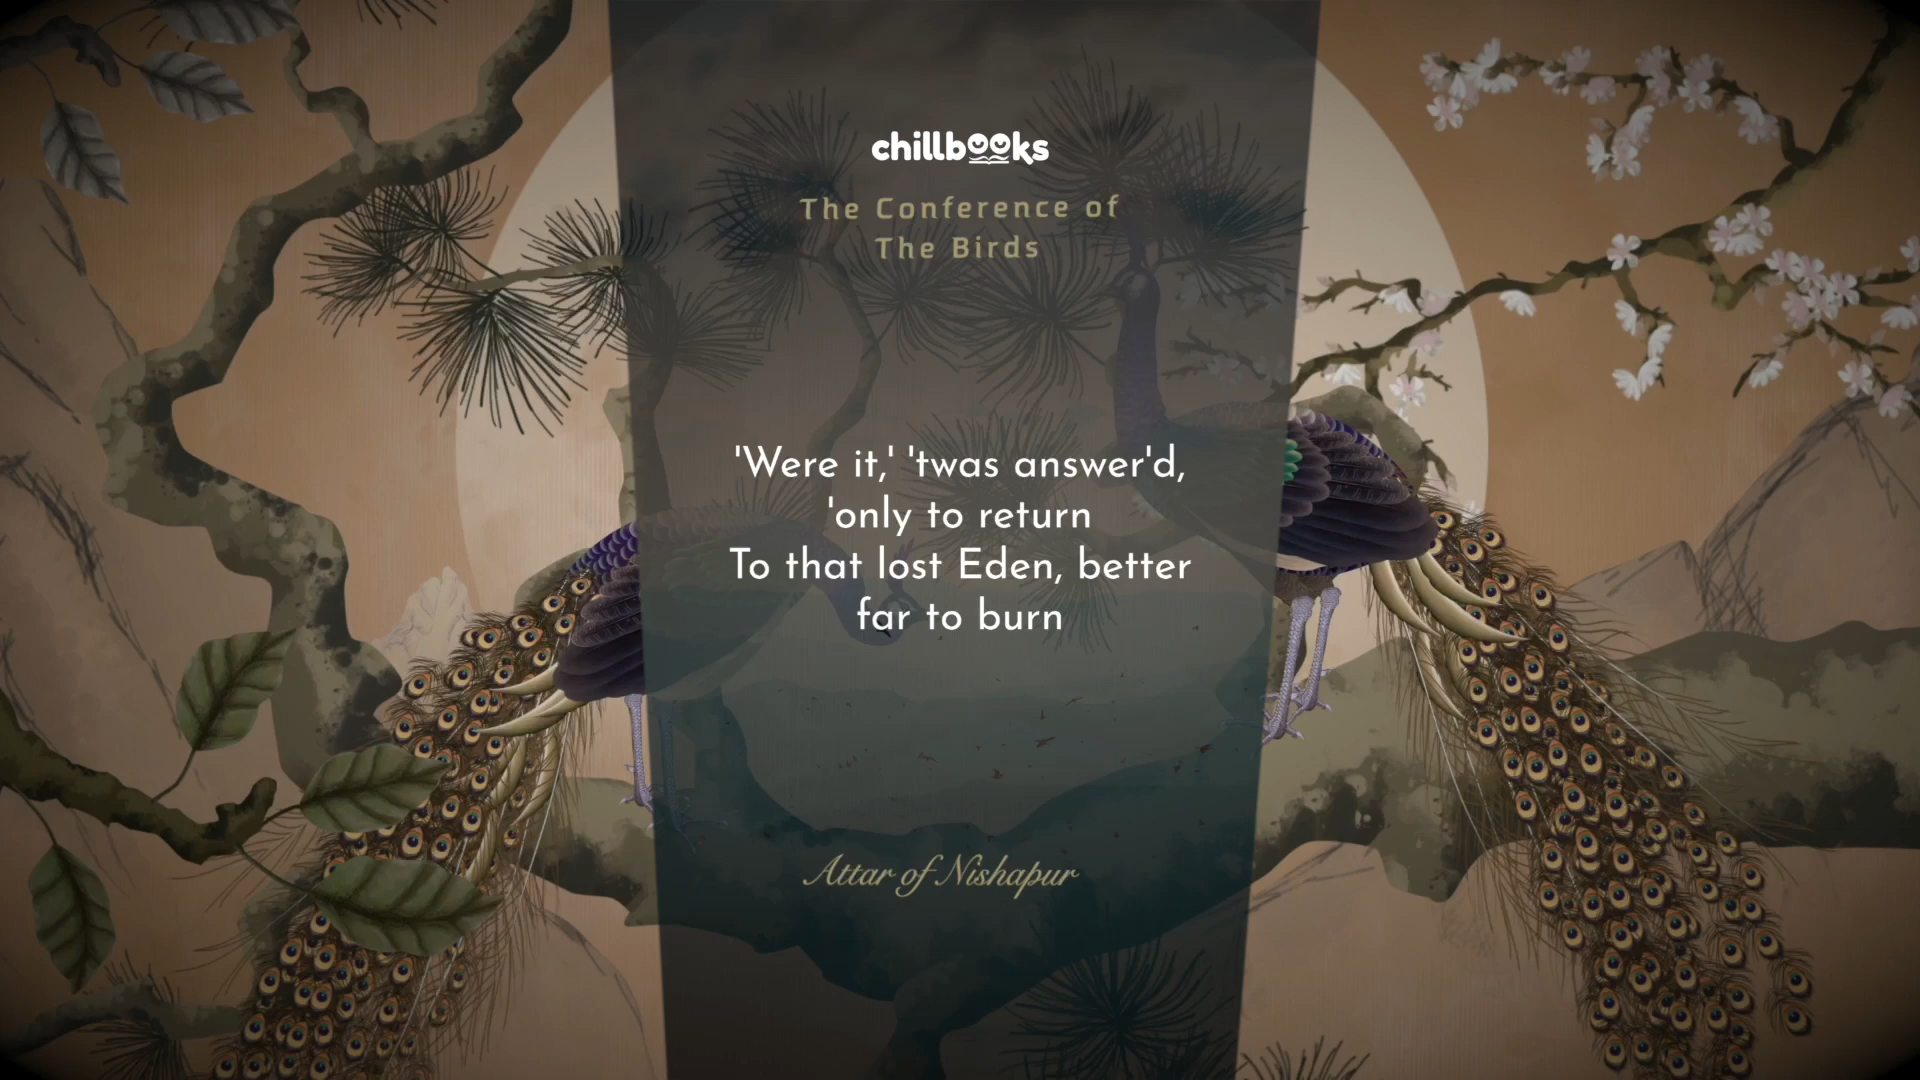 chillbooks
The Conference of
The Birds
'Were it,' 'twas answer'd,
'only to return
To that lost Eden, better
far to burn
Attar of Nishapur